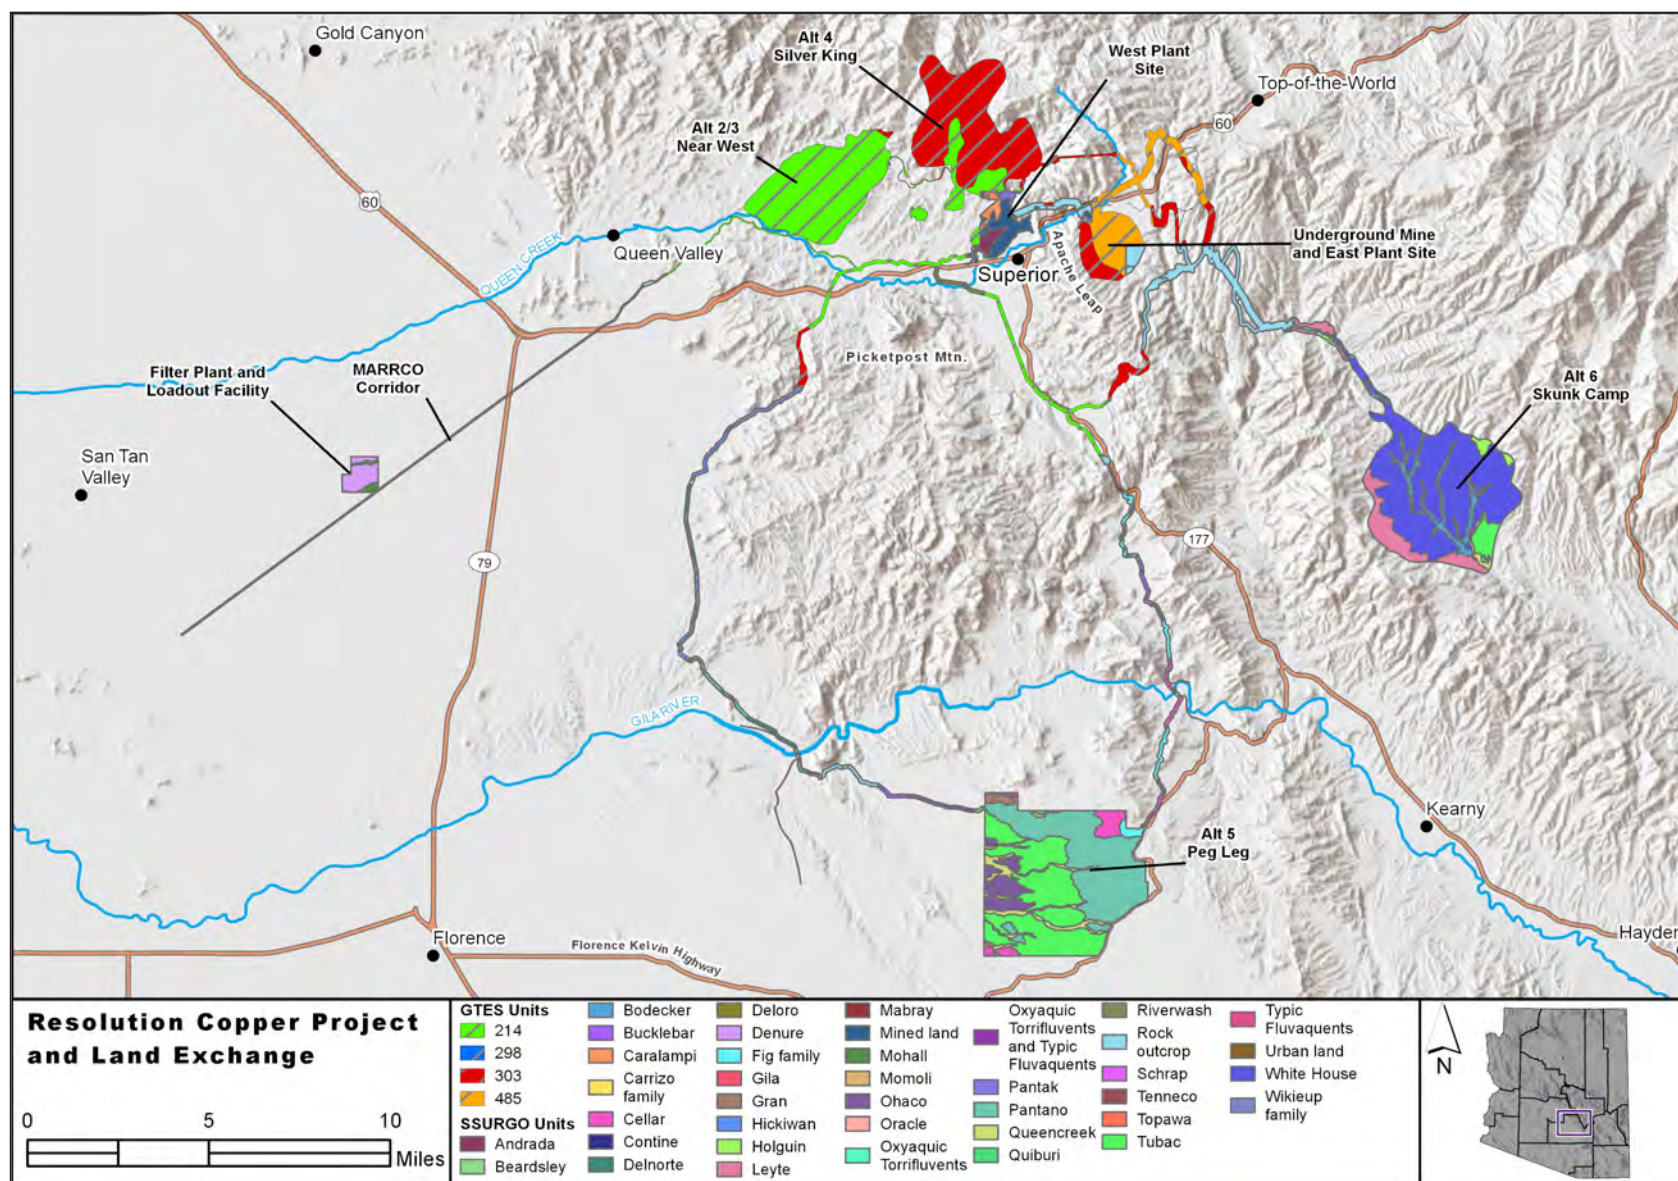 Gold Canyon
Alt 4
Silver King
West Plant
Site
Top-of-the-World
60
Alt 2/3
Near West
60
QUEEN CREEK
Queen Valley
Superior
Apache Leap
Underground Mine
and East Plant Site
Picketpost Mtn.
Filter Plant and
Loadout Facility
MARRCO
Corridor
Alt 6
Skunk Camp
San Tan
Valley
79
177
GILA RIVER
Kearny
Alt 5
Peg Leg
Florence
Florence Kelvin Highway
Hayden
Resolution Copper Project
and Land Exchange
0
5
10
Miles
GTES Units
214
298
303
485
SSURGO Units
Andrada
Beardsley
Bodecker
Bucklebar
Caralampi
Carrizo
family
Cellar
Contine
Delnorte
Deloro
Denure
Fig family
Gila
Gran
Hickiwan
Holguin
Leyte
Mabray
Mined land
Mohall
Momoli
Ohaco
Oracle
Oxyaquic
Torrifluvents
Oxyaquic
Torrifluvents
and Typic
Fluvaquents
Pantak
Pantano
Queencreek
Quiburi
Riverwash
Rock
outcrop
Schrap
Tenneco
Topawa
Tubac
Typic
Fluvaquents
Urban land
White House
Wikieup
family
N